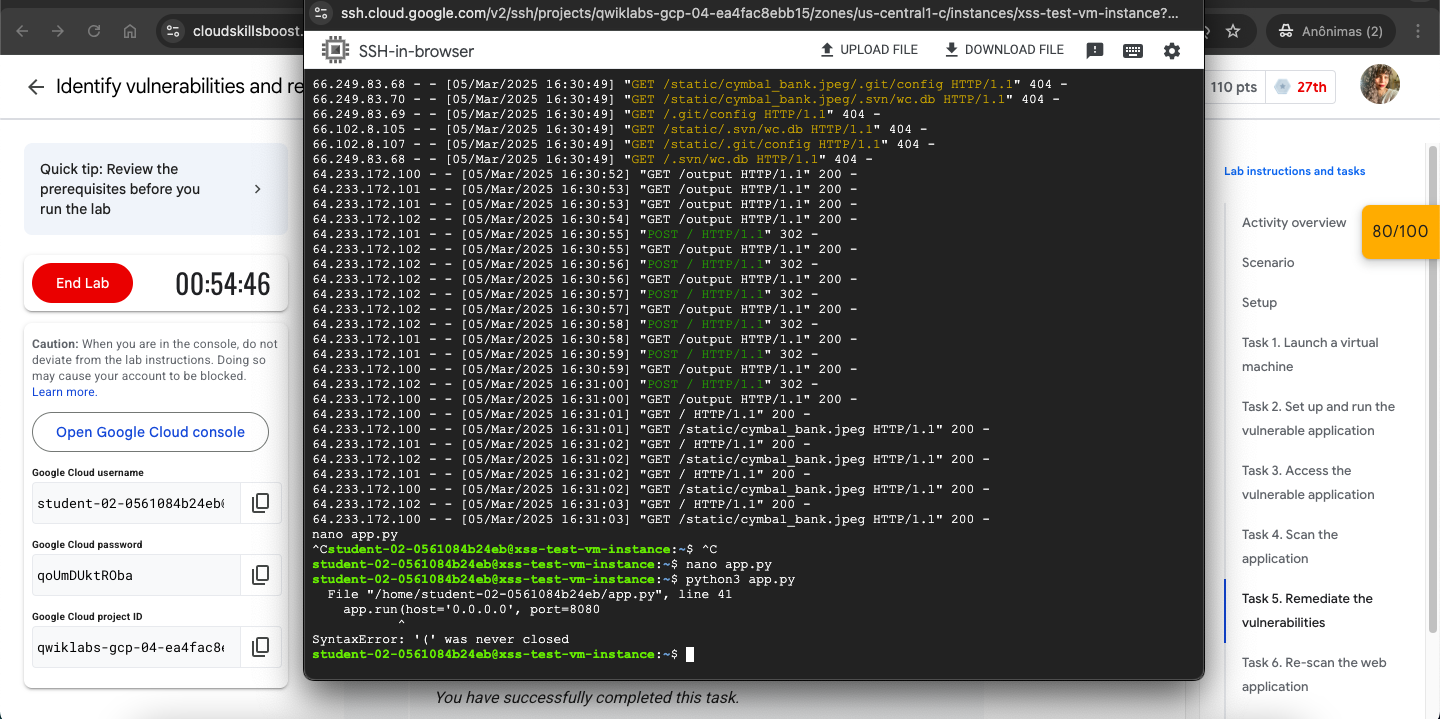 ssh.cloud.google.com/v2/ssh/projects/qwiklabs-gcp-04-ea4fac8ebb15/zones/us-central1-c/instances/xss-test-vm-instance?...
cloudskillsboost.
Anônimas (2)
SSH-in-browser
UPLOAD FILE
DOWNLOAD FILE
Identify vulnerabilities and re
110 pts
27th
Quick tip: Review the
prerequisites before you
run the lab
End Lab
00:54:46
Caution: When you are in the console, do not
deviate from the lab instructions. Doing so
may cause your account to be blocked.
Learn more.
Open Google Cloud console
Google Cloud username
student-02-0561084b24eb@
Google Cloud password
qoUmDUktROba
Google Cloud project ID
qwiklabs-gcp-04-ea4fac8e
66.249.83.68 - - [05/Mar/2025 16:30:49] "GET /static/cymbal_bank.jpeg/.git/config HTTP/1.1" 404 -
66.249.83.70 - - [05/Mar/2025 16:30:49] "GET /static/cymbal_bank.jpeg/.svn/wc.db HTTP/1.1" 404 -
66.249.83.69 - - [05/Mar/2025 16:30:49] "GET /.git/config HTTP/1.1" 404 -
66.102.8.105 - - [05/Mar/2025 16:30:49] "GET /static/.svn/wc.db HTTP/1.1" 404 -
66.102.8.107 - - [05/Mar/2025 16:30:49] "GET /static/.git/config HTTP/1.1" 404 -
66.249.83.68 - - [05/Mar/2025 16:30:49] "GET /.svn/wc.db HTTP/1.1" 404 -
64.233.172.100 - - [05/Mar/2025 16:30:52] "GET /output HTTP/1.1" 200 -
64.233.172.101 - - [05/Mar/2025 16:30:53] "GET /output HTTP/1.1" 200 -
64.233.172.101 - - [05/Mar/2025 16:30:53] "GET /output HTTP/1.1" 200 -
64.233.172.102 - - [05/Mar/2025 16:30:54] "GET /output HTTP/1.1" 200 -
64.233.172.101 - - [05/Mar/2025 16:30:55] "POST / HTTP/1.1" 302 -
64.233.172.102 - - [05/Mar/2025 16:30:55] "GET /output HTTP/1.1" 200 -
64.233.172.102 - - [05/Mar/2025 16:30:56] "POST / HTTP/1.1" 302 -
64.233.172.102 - - [05/Mar/2025 16:30:56] "GET /output HTTP/1.1" 200 -
64.233.172.102 - - [05/Mar/2025 16:30:57] "POST / HTTP/1.1" 302 -
64.233.172.102 - - [05/Mar/2025 16:30:57] "GET /output HTTP/1.1" 200 -
64.233.172.102 - - [05/Mar/2025 16:30:58] "POST / HTTP/1.1" 302 -
64.233.172.101 - - [05/Mar/2025 16:30:58] "GET /output HTTP/1.1" 200 -
64.233.172.101 - - [05/Mar/2025 16:30:59] "POST / HTTP/1.1" 302 -
64.233.172.100 - - [05/Mar/2025 16:30:59] "GET /output HTTP/1.1" 200 -
64.233.172.102 - - [05/Mar/2025 16:31:00] "POST / HTTP/1.1" 302 -
64.233.172.100 - - [05/Mar/2025 16:31:00] "GET /output HTTP/1.1" 200 -
64.233.172.100 - - [05/Mar/2025 16:31:01] "GET / HTTP/1.1" 200 -
64.233.172.100 - - [05/Mar/2025 16:31:01] "GET /static/cymbal_bank.jpeg HTTP/1.1" 200 -
64.233.172.101 - - [05/Mar/2025 16:31:02] "GET / HTTP/1.1" 200 -
64.233.172.102 - - [05/Mar/2025 16:31:02] "GET /static/cymbal_bank.jpeg HTTP/1.1" 200 -
64.233.172.101 - - [05/Mar/2025 16:31:02] "GET / HTTP/1.1" 200 -
64.233.172.100 - - [05/Mar/2025 16:31:02] "GET /static/cymbal_bank.jpeg HTTP/1.1" 200 -
64.233.172.102 - - [05/Mar/2025 16:31:03] "GET / HTTP/1.1" 200 -
64.233.172.100 - - [05/Mar/2025 16:31:03] "GET /static/cymbal_bank.jpeg HTTP/1.1" 200 -
nano app.py
^Cstudent-02-0561084b24eb@xss-test-vm-instance:~$ ^C
student-02-0561084b24eb@xss-test-vm-instance:~$ nano app.py
student-02-0561084b24eb@xss-test-vm-instance:~$ python3 app.py
File "/home/student-02-0561084b24eb/app.py", line 41
app.run(host='0.0.0.0', port=8080
^
SyntaxError: '(' was never closed
student-02-0561084b24eb@xss-test-vm-instance:~$
You have successfully completed this task.
Lab instructions and tasks
80/100
Activity overview
Scenario
Setup
Task 1. Launch a virtual
machine
Task 2. Set up and run the
vulnerable application
Task 3. Access the
vulnerable application
Task 4. Scan the
application
Task 5. Remediate the
vulnerabilities
Task 6. Re-scan the web
application